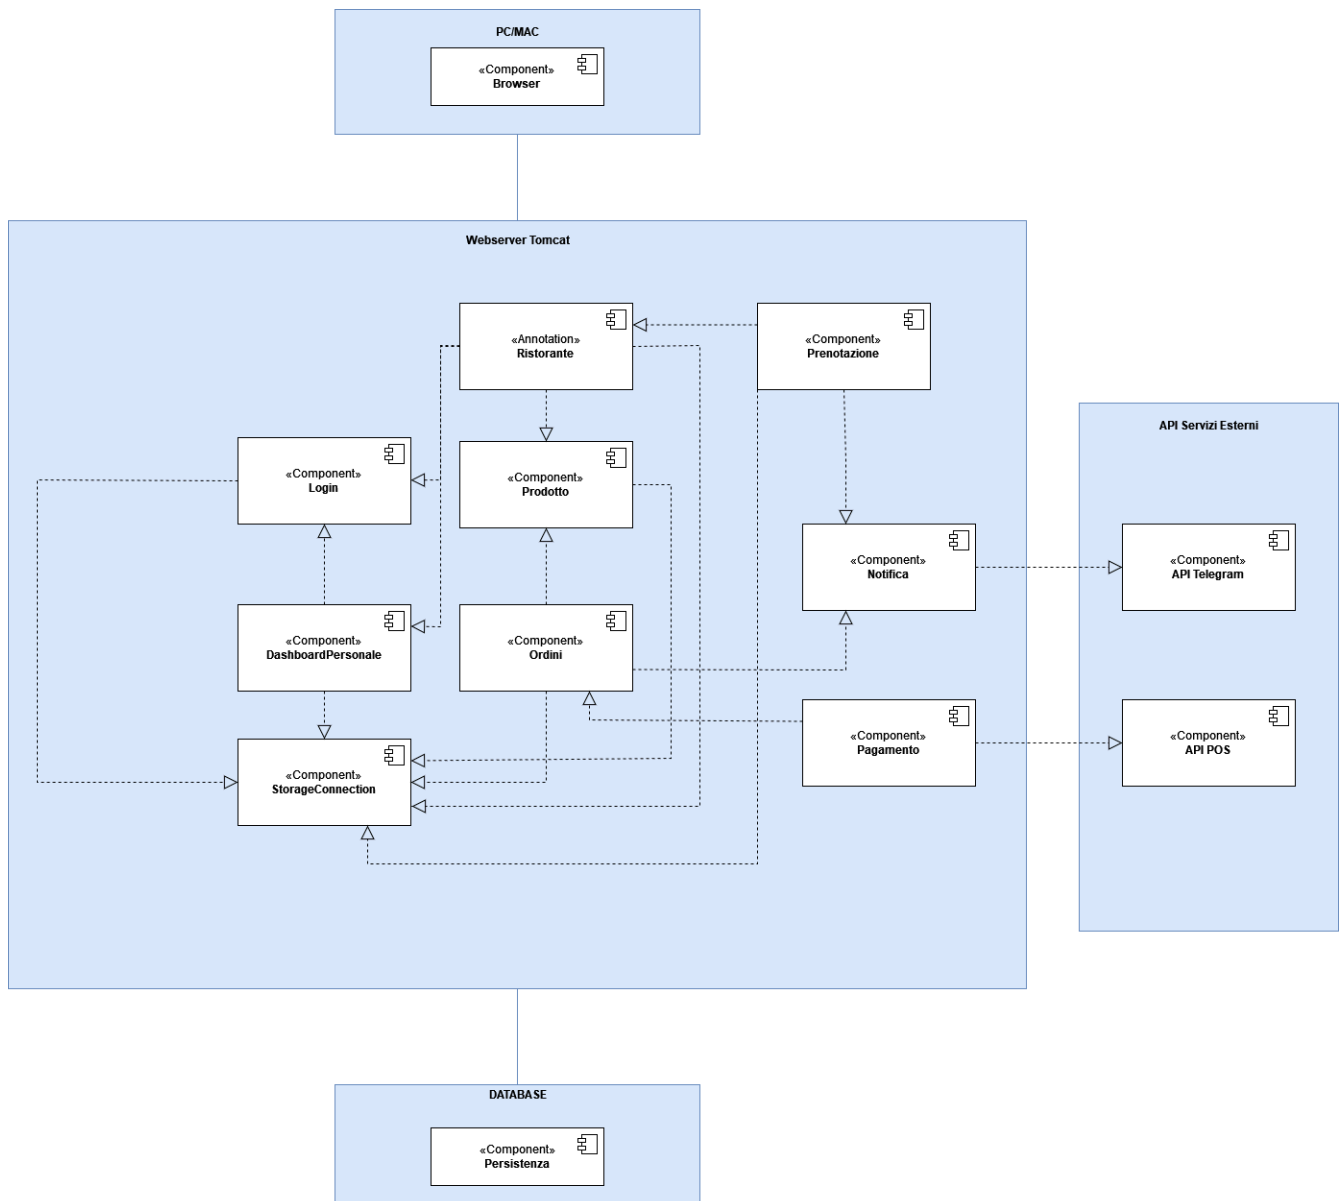 PC/MAC
«Component»
Browser
Webserver Tomcat
«Annotation»
Ristorante
«Component»
Prenotazione
API Servizi Esterni
«Component»
Login
«Component»
Prodotto
«Component»
Notifica
«Component»
API Telegram
«Component»
DashboardPersonale
«Component»
Ordini
«Component»
Pagamento
«Component»
API POS
«Component»
StorageConnection
DATABASE
«Component»
Persistenza